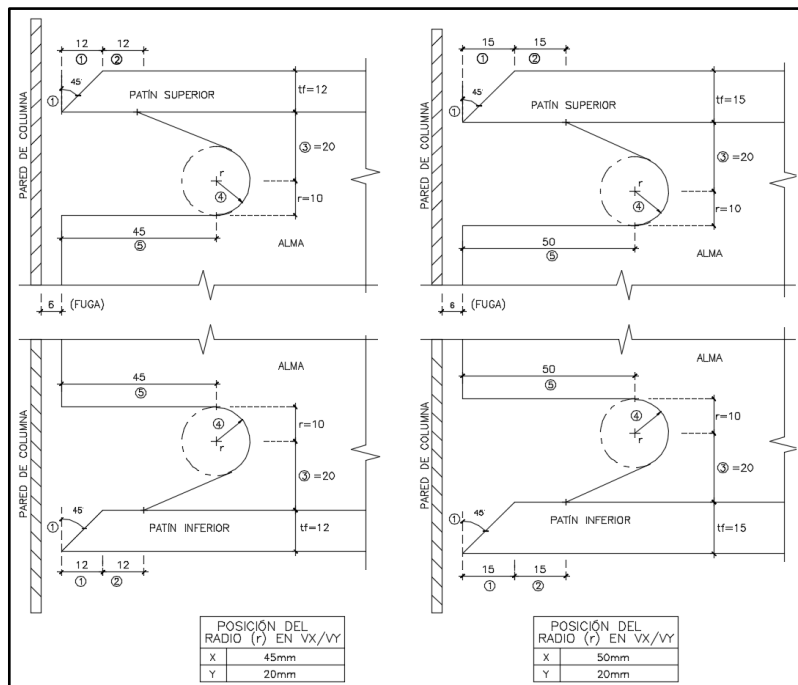 12 12 15 15
① ② ① ②
45° 45°
① ①
PATÍN SUPERIOR PATÍN SUPERIOR
tf=12 tf=15
PARED DE COLUMNA PARED DE COLUMNA
③ =20 ③ =20
r r
④ ④
r=10 r=10
45 50
⑤ ⑤
ALMA ALMA
6 (FUGA) 6 (FUGA)
ALMA ALMA
45 50
⑤ ⑤
④ ④
r=10 r=10
r r
PARED DE COLUMNA PARED DE COLUMNA
③ =20 ③ =20
45° 45°
① ①
PATÍN INFERIOR PATÍN INFERIOR
tf=12 tf=15
12 12 15 15
① ② ① ②
POSICIÓN DEL
RADIO (r) EN VX/VY
X 45mm
Y 20mm
POSICIÓN DEL
RADIO (r) EN VX/VY
X 50mm
Y 20mm